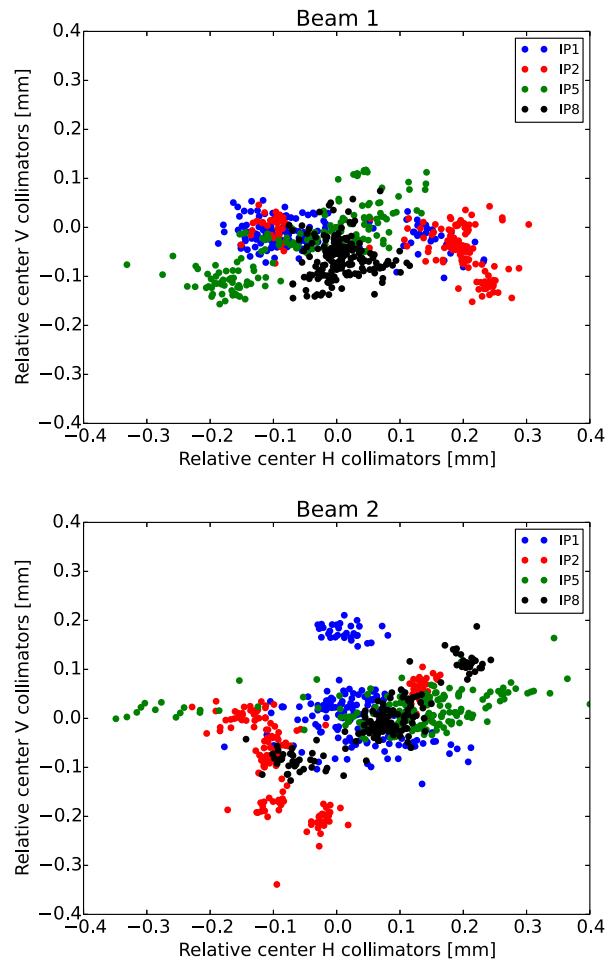 Beam 1
0.4
0.3
0.2
0.1
0.0
−0.1
−0.2
−0.3
−0.4
Relative center V collimators [mm]
IP1
IP2
IP5
IP8
−0.4 −0.3 −0.2 −0.1 0.0 0.1 0.2 0.3 0.4
Relative center H collimators [mm]
Beam 2
0.4
0.3
0.2
0.1
0.0
−0.1
−0.2
−0.3
−0.4
Relative center V collimators [mm]
IP1
IP2
IP5
IP8
−0.4 −0.3 −0.2 −0.1 0.0 0.1 0.2 0.3 0.4
Relative center H collimators [mm]